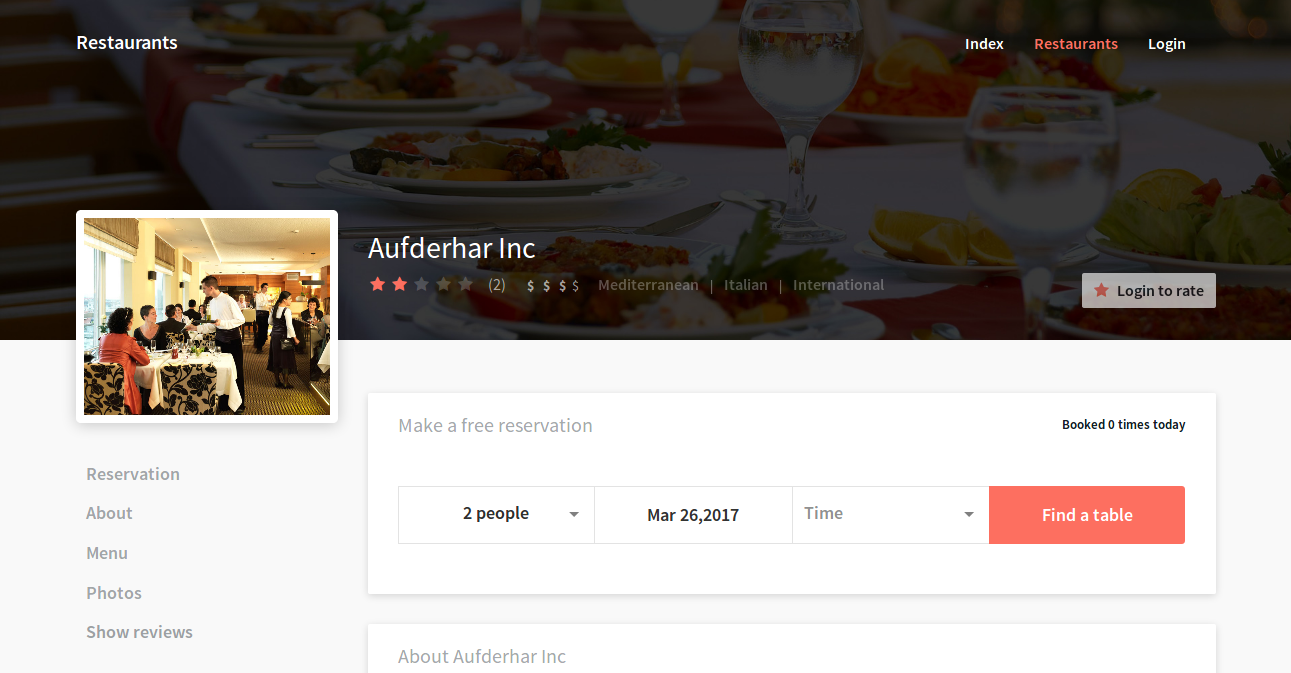 Restaurants
Index
Restaurants
Login
Aufderhar Inc
(2) $ $ $ $ Mediterranean | Italian | International
Login to rate
Make a free reservation
Booked 0 times today
2 people
Mar 26,2017
Time
Find a table
Reservation
About
Menu
Photos
Show reviews
About Aufderhar Inc